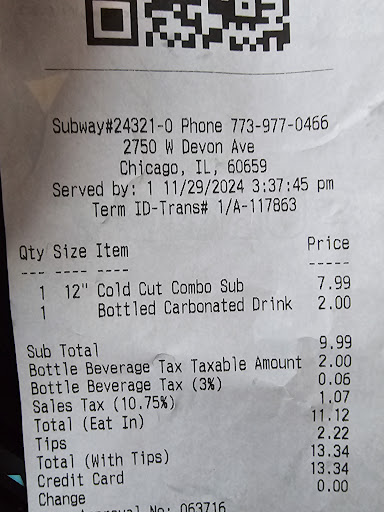 Subway#24321-0 Phone 773-977-0466
2750 W Devon Ave
Chicago, IL, 60659
Served by: 1 11/29/2024 3:37:45 pm
Term ID-Trans# 1/A-117863
Qty Size Item Price
--- ---- ---- -----
1 12" Cold Cut Combo Sub 7.99
1 Bottled Carbonated Drink 2.00
Sub Total 9.99
Bottle Beverage Tax Taxable Amount 2.00
Bottle Beverage Tax (3%) 0.06
Sales Tax (10.75%) 1.07
Total (Eat In) 11.12
Tips 2.22
Total (With Tips) 13.34
Credit Card 13.34
Change 0.00
No: 063716